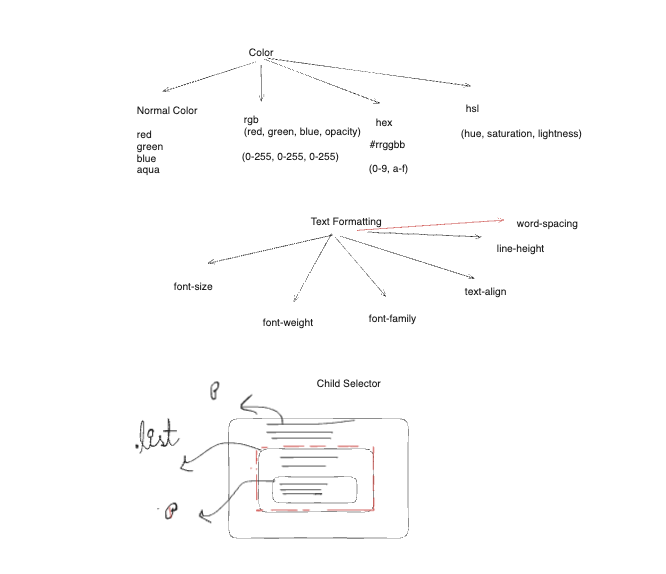 Color
Normal Color
red
green
blue
aqua
rgb
(red, green, blue, opacity)
(0-255, 0-255, 0-255)
hex
#rrggbb
(0-9, a-f)
hsl
(hue, saturation, lightness)
Text Formatting
word-spacing
line-height
text-align
font-family
font-weight
font-size
Child Selector
P
.list
P